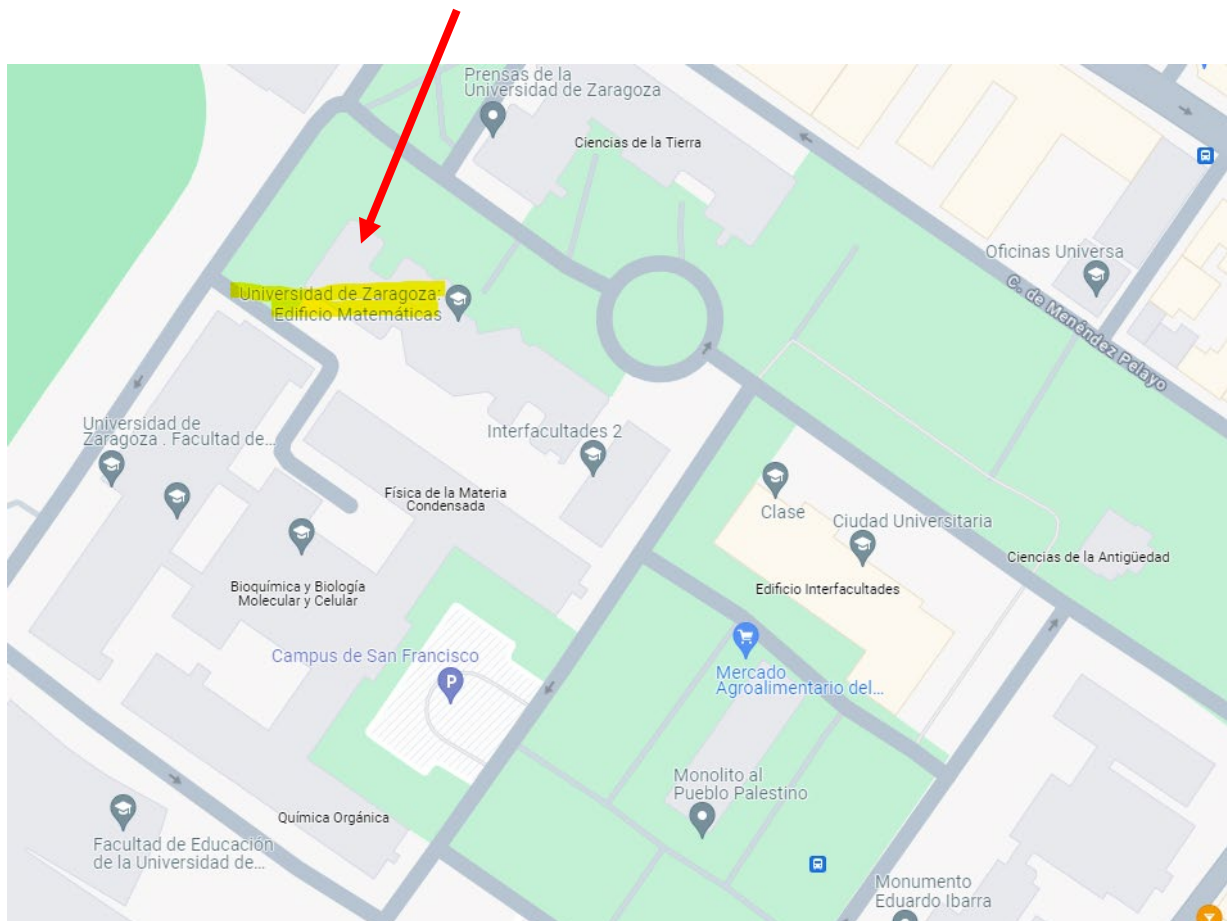 Prensas de la
Universidad de Zaragoza
Ciencias de la Tierra
Oficinas Universa
C. de Menéndez Pelayo
Universidad de Zaragoza:
Edificio Matemáticas
Universidad de
Zaragoza . Facultad de...
Interfacultades 2
Física de la Materia
Condensada
Clase
Ciudad Universitaria
Ciencias de la Antigüedad
Bioquímica y Biología
Molecular y Celular
Edificio Interfacultades
Campus de San Francisco
P
Mercado
Agroalimentario del...
Monolito al
Pueblo Palestino
Química Orgánica
Facultad de Educación
de la Universidad de...
Monumento
Eduardo Ibarra